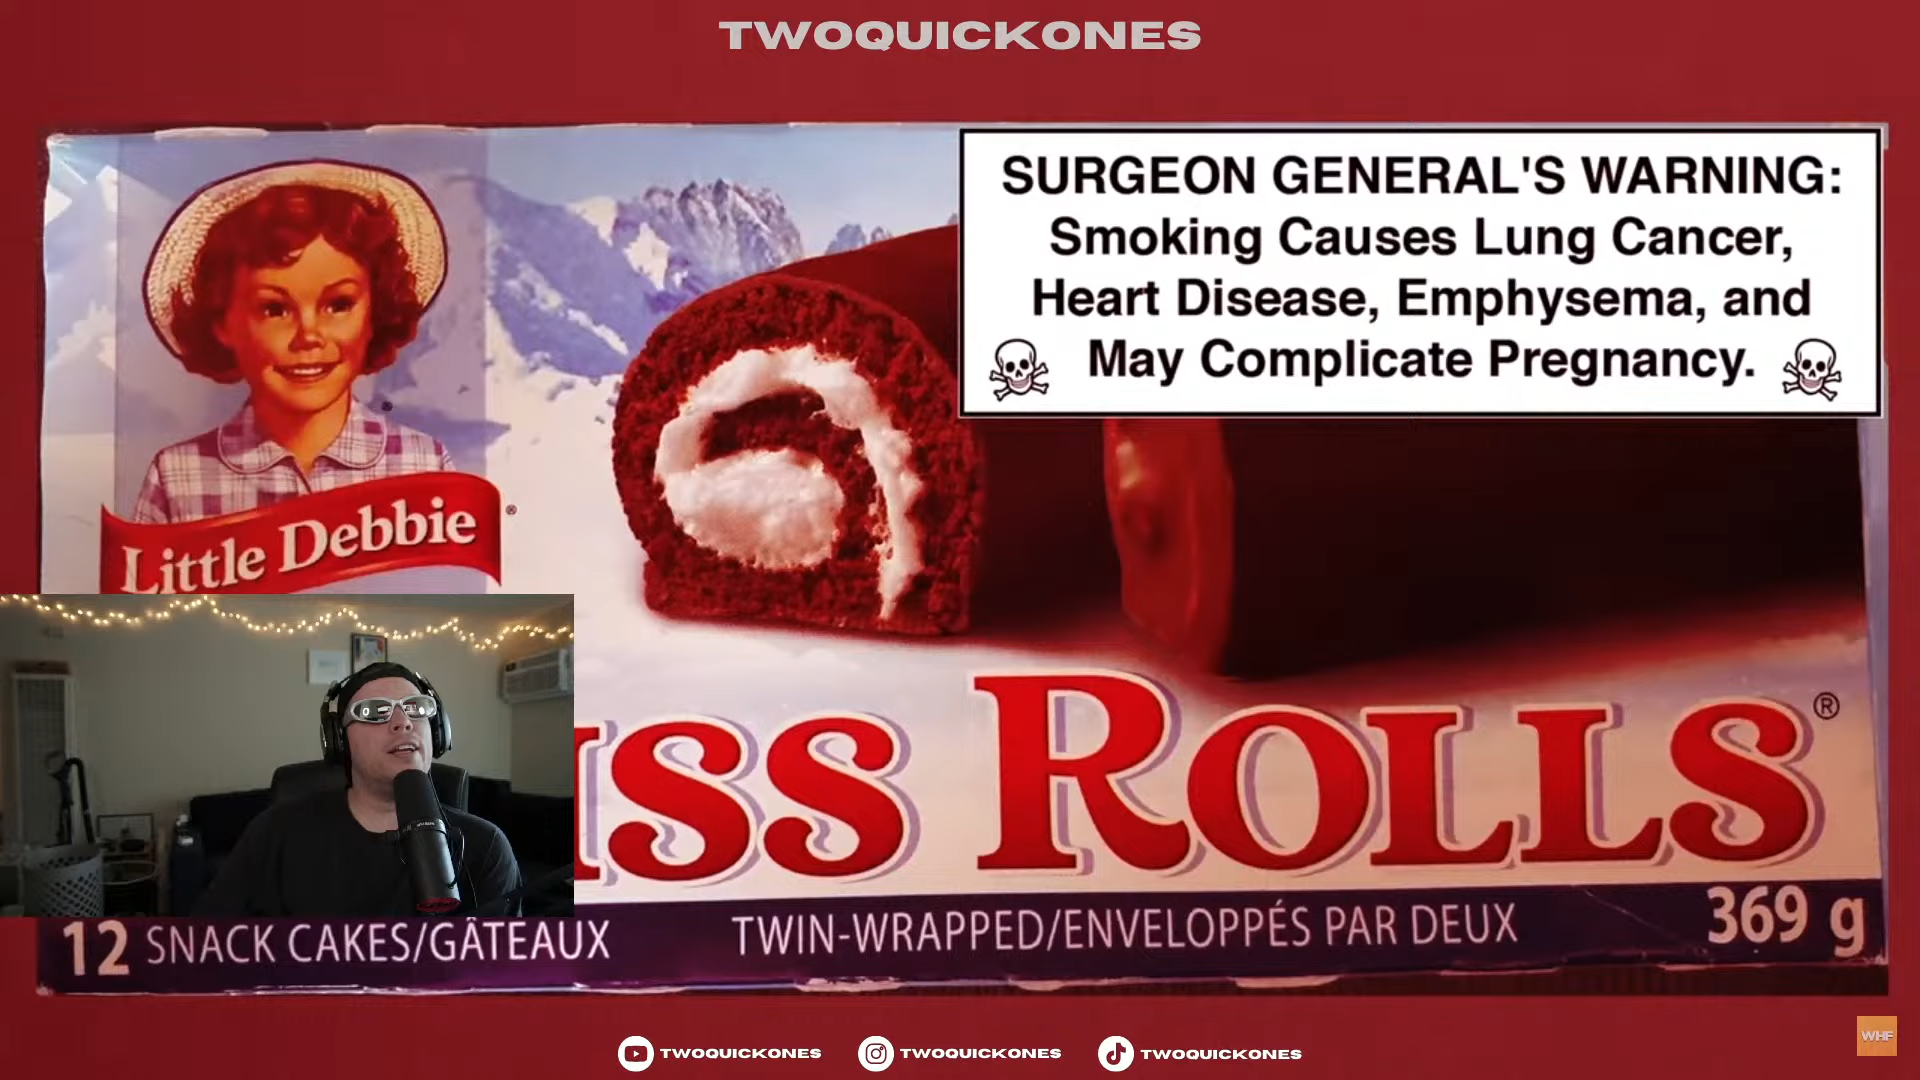 TWOQUICKONES
SURGEON GENERAL'S WARNING:
Smoking Causes Lung Cancer,
Heart Disease, Emphysema, and
May Complicate Pregnancy.
Little Debbie
ISS ROLLS®
12 SNACK CAKES/GÂTEAUX
TWIN-WRAPPED/ENVELOPPÉS PAR DEUX
369 g
TWOQUICKONES
TWOQUICKONES
TWOQUICKONES
WHF